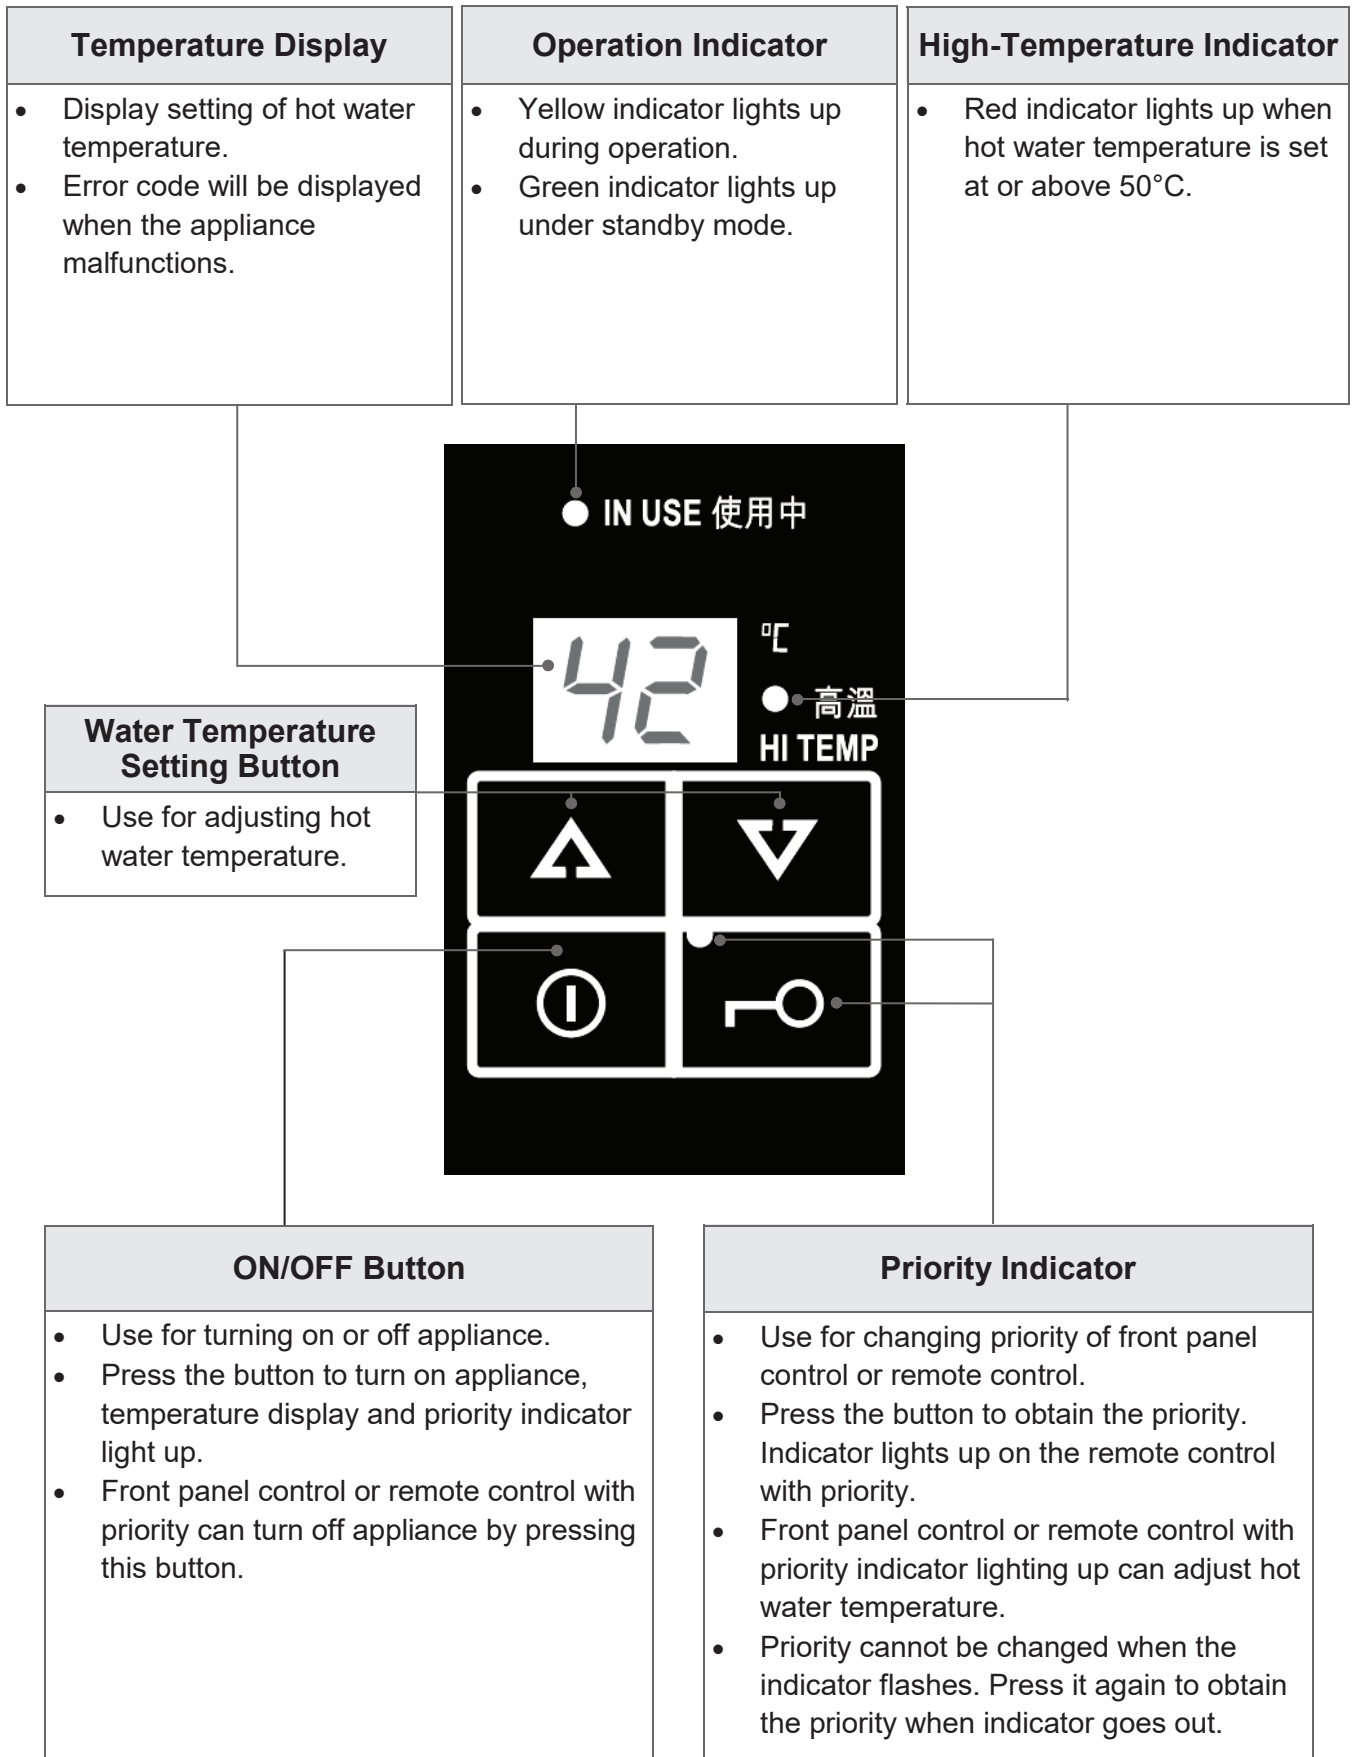 Temperature Display
• Display setting of hot water
temperature.
• Error code will be displayed
when the appliance
malfunctions.
Operation Indicator
• Yellow indicator lights up
during operation.
• Green indicator lights up
under standby mode.
High-Temperature Indicator
• Red indicator lights up when
hot water temperature is set
at or above 50°C.
IN USE 使用中
42
℃
高溫
HI TEMP
Water Temperature
Setting Button
• Use for adjusting hot
water temperature.
ON/OFF Button
• Use for turning on or off appliance.
• Press the button to turn on appliance,
temperature display and priority indicator
light up.
• Front panel control or remote control with
priority can turn off appliance by pressing
this button.
Priority Indicator
• Use for changing priority of front panel
control or remote control.
• Press the button to obtain the priority.
Indicator lights up on the remote control
with priority.
• Front panel control or remote control with
priority indicator lighting up can adjust hot
water temperature.
• Priority cannot be changed when the
indicator flashes. Press it again to obtain
the priority when indicator goes out.